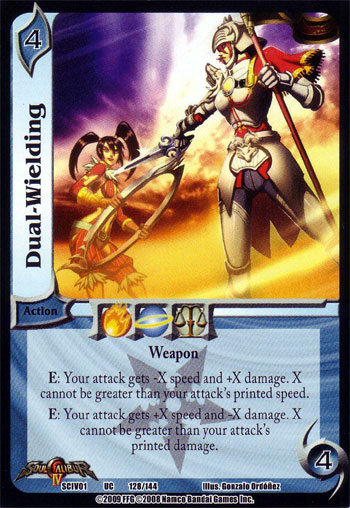 4
Dual-Wielding
Action
Weapon
E: Your attack gets -X speed and +X damage. X
cannot be greater than your attack's printed speed.
E: Your attack gets +X speed and -X damage. X
cannot be greater than your attack's
printed damage.
4
SOULCALIBUR
IV
SCIV01 UC 128/144 Illus. Gonzalo Ordóñez
©2009 FFG ©2008 Namco Bandai Games Inc.